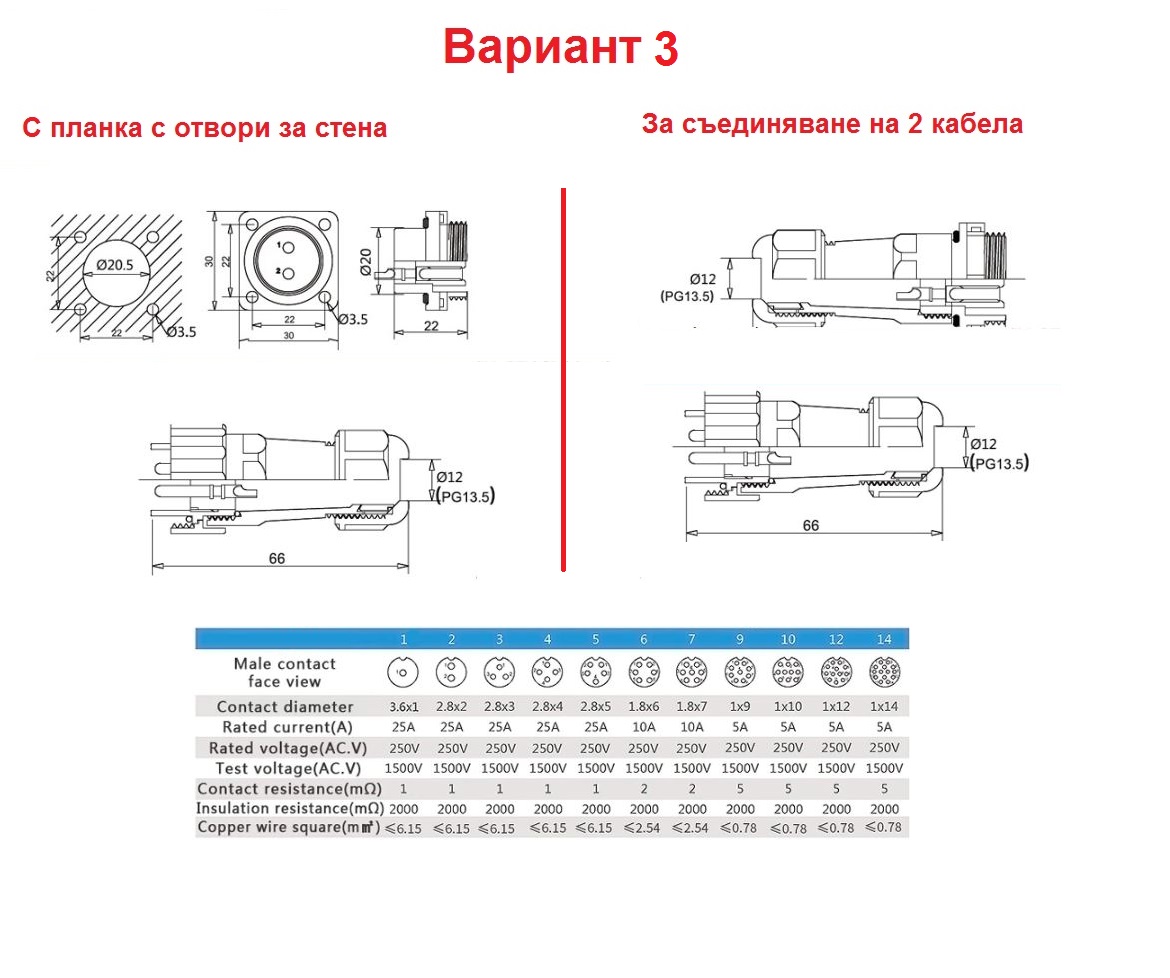 Вариант 3
С планка с отвори за стена
За съединяване на 2 кабела
Ø20.5
22
22
Ø3.5
30
22
1
2
22
30
Ø3.5
Ø20
22
Ø12
(PG13.5)
Ø12
(PG13.5)
66
Ø12
(PG13.5)
66
1 2 3 4 5 6 7 9 10 12 14
Male contact
face view
Contact diameter 3.6x1 2.8x2 2.8x3 2.8x4 2.8x5 1.8x6 1.8x7 1x9 1x10 1x12 1x14
Rated current(A) 25A 25A 25A 25A 25A 10A 10A 5A 5A 5A 5A
Rated voltage(AC.V) 250V 250V 250V 250V 250V 250V 250V 250V 250V 250V 250V
Test voltage(AC.V) 1500V 1500V 1500V 1500V 1500V 1500V 1500V 1500V 1500V 1500V 1500V
Contact resistance(mΩ) 1 1 1 1 1 2 2 5 5 5 5
Insulation resistance(mΩ) 2000 2000 2000 2000 2000 2000 2000 2000 2000 2000 2000
Copper wire square(m㎡) ≤6.15 ≤6.15 ≤6.15 ≤6.15 ≤6.15 ≤2.54 ≤2.54 ≤0.78 ≤0.78 ≤0.78 ≤0.78